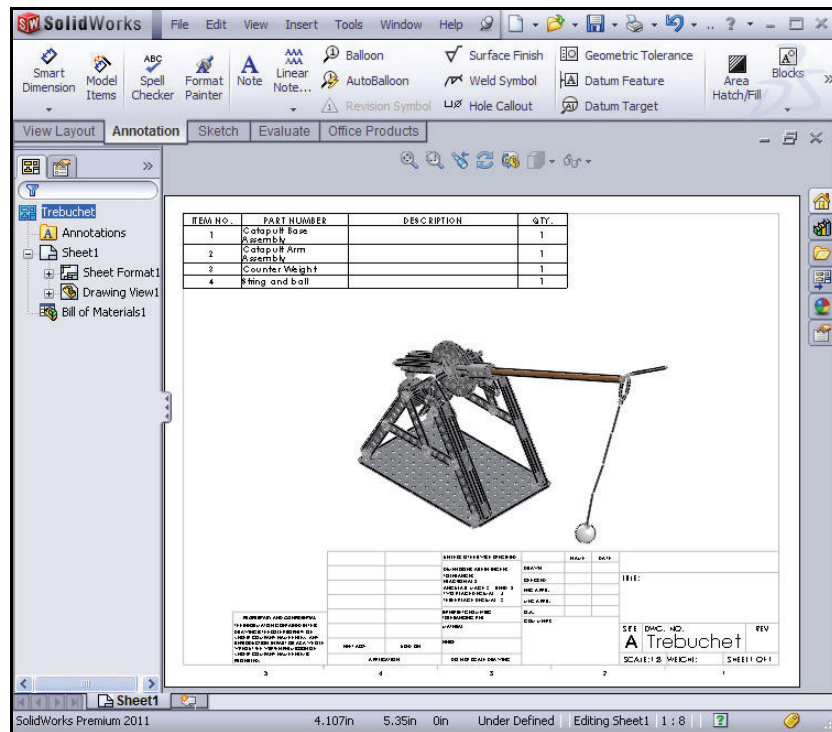 SolidWorks File Edit View Insert Tools Window Help
Smart Dimension
Model Items
ABC
Spell Checker
Format Painter
A
Note
Linear Note...
Balloon
AutoBalloon
Revision Symbol
Surface Finish
Weld Symbol
Hole Callout
Geometric Tolerance
Datum Feature
Datum Target
Area Hatch/Fill
Blocks
View Layout Annotation Sketch Evaluate Office Products
Trebuchet
Annotations
Sheet1
Sheet Format1
Drawing View1
Bill of Materials1
ITEM NO. PART NUMBER DESCRIPTION QTY.
1 Catapult Base Assembly 1
2 Catapult Arm Assembly 1
3 Counter Weight 1
4 String and ball 1
NAME DATE
DRAWN
CHECKED
TITLE:
PROPRIETARY AND CONFIDENTIAL
SIZE DWG. NO. REV
A Trebuchet
SCALE:1:8 WEIGHT: SHEET 1 OF 1
APPLICATION DO NOT SCALE DRAWING
Sheet1
SolidWorks Premium 2011 4.107in 5.35in 0in Under Defined Editing Sheet1 1 : 8